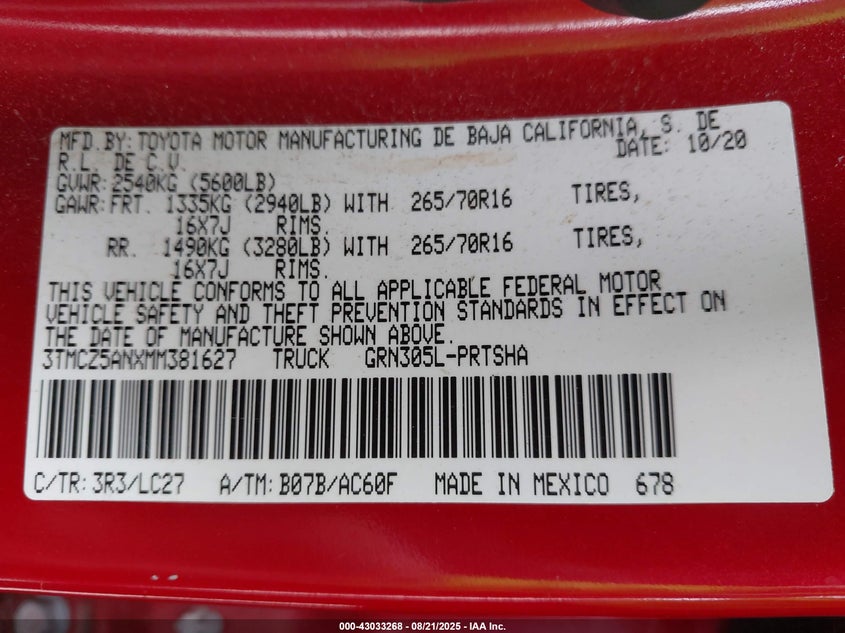 MFD.BY: TOYOTA MOTOR MANUFACTURING DE BAJA CALIFORNIA, S. DE
R.L. DE C.V. DATE: 10/20
GVWR: 2540KG (5600LB)
GAWR: FRT. 1335KG (2940LB) WITH 265/70R16 TIRES,
16X7J RIMS.
RR. 1490KG (3280LB) WITH 265/70R16 TIRES,
16X7J RIMS.
THIS VEHICLE CONFORMS TO ALL APPLICABLE FEDERAL MOTOR
VEHICLE SAFETY AND THEFT PREVENTION STANDARDS IN EFFECT ON
THE DATE OF MANUFACTURE SHOWN ABOVE.
3TMCZ5ANXMM381627 TRUCK GRN305L-PRTSHA
C/TR: 3R3/LC27 A/TM: B07B/AC60F MADE IN MEXICO 678
000-43033268 - 08/21/2025 - IAA Inc.